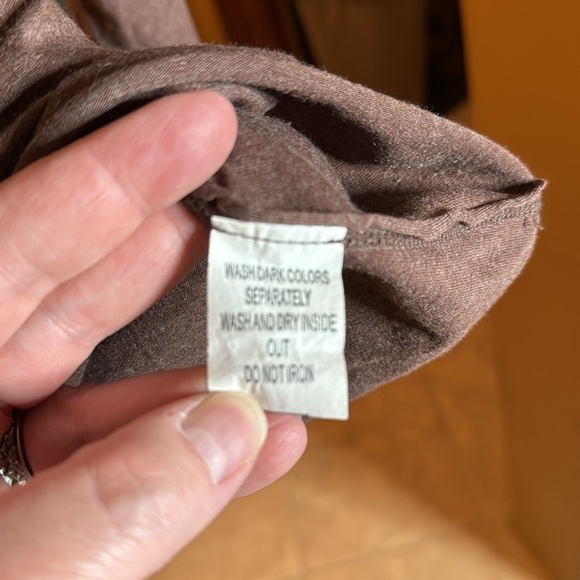 WASH DARK COLORS
SEPARATELY
WASH AND DRY INSIDE
OUT
DO NOT IRON